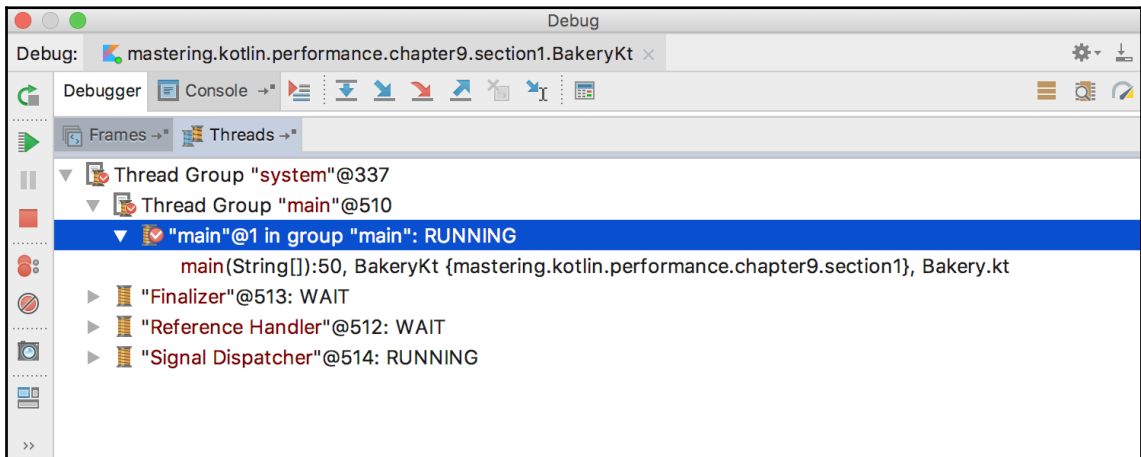 Debug
Debug: mastering.kotlin.performance.chapter9.section1.BakeryKt
Debugger Console
Frames Threads
Thread Group "system"@337
Thread Group "main"@510
"main"@1 in group "main": RUNNING
main(String[]):50, BakeryKt {mastering.kotlin.performance.chapter9.section1}, Bakery.kt
"Finalizer"@513: WAIT
"Reference Handler"@512: WAIT
"Signal Dispatcher"@514: RUNNING